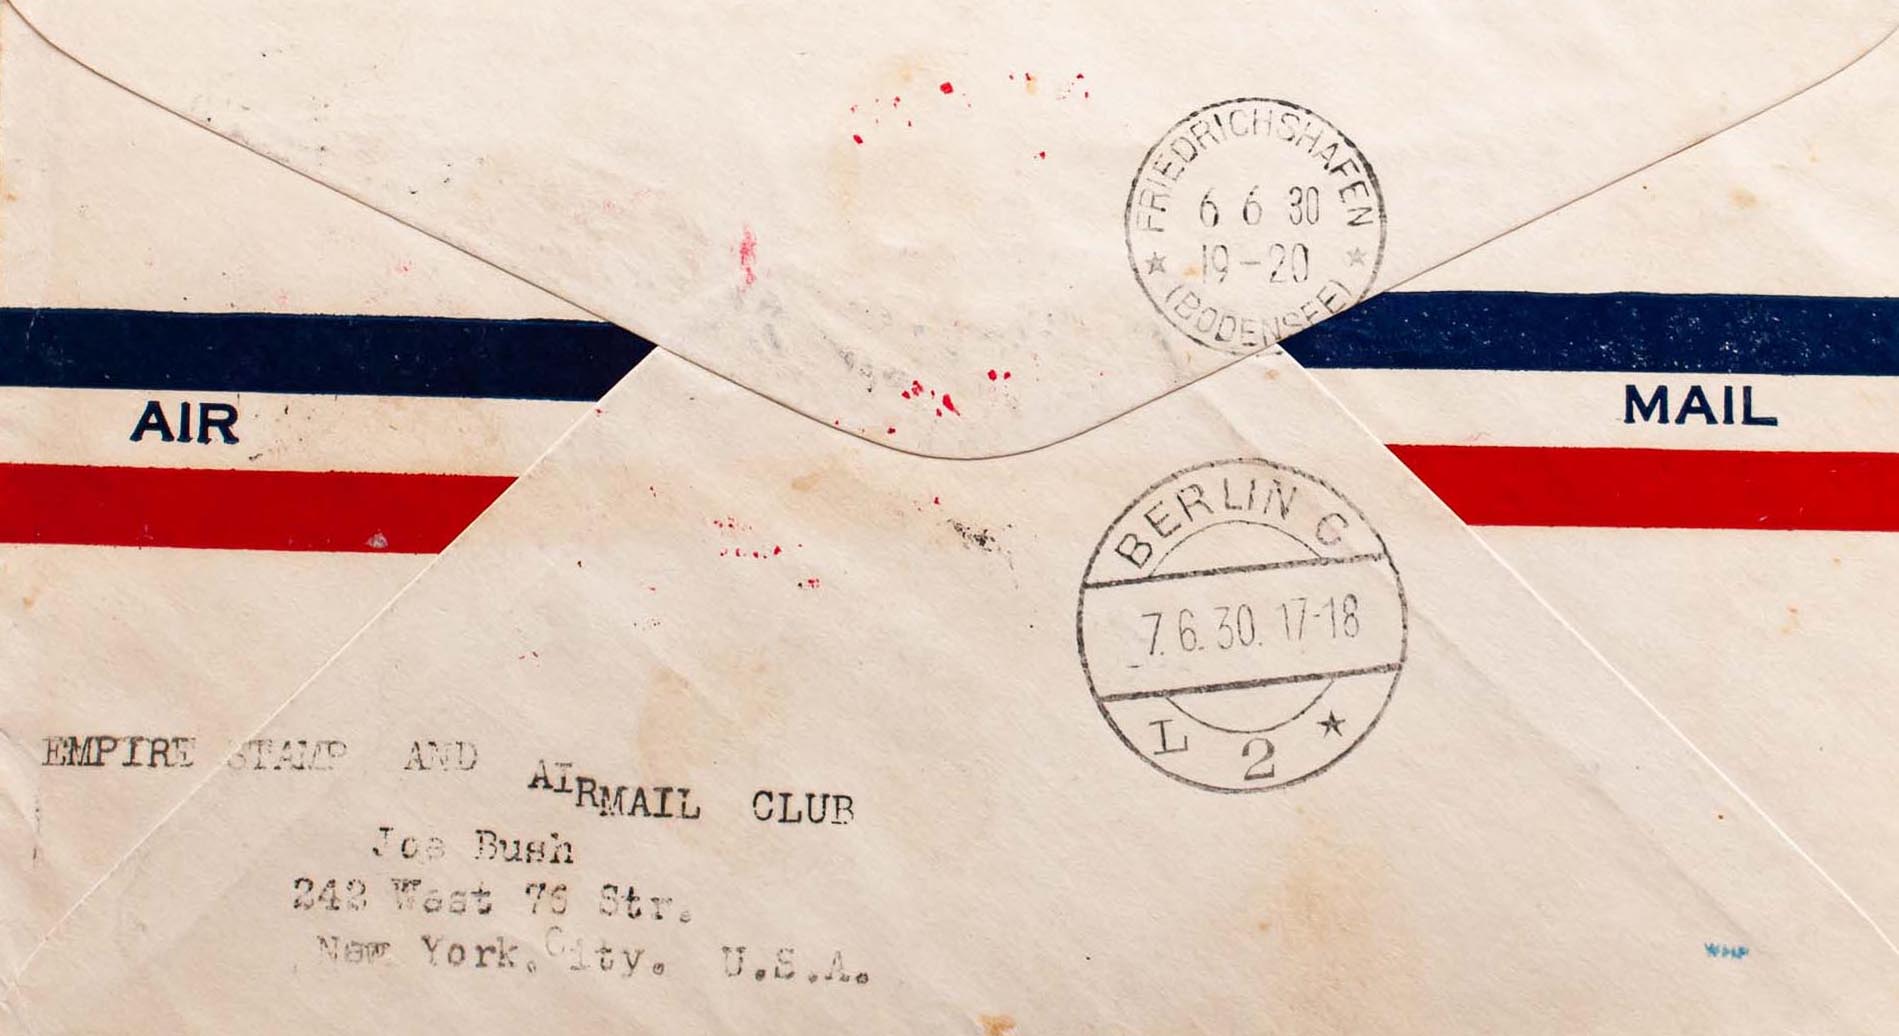 FRIEDRICHSHAFEN
6 6 30
19-20
★ ★
(BODENSEE)
AIR
MAIL
BERLIN C
7.6.30. 17-18
L 2 ★
EMPIRE STAMP AND AIRMAIL CLUB
Joe Bush
242 West 76 Str.
New York. City. U.S.A.
WHP